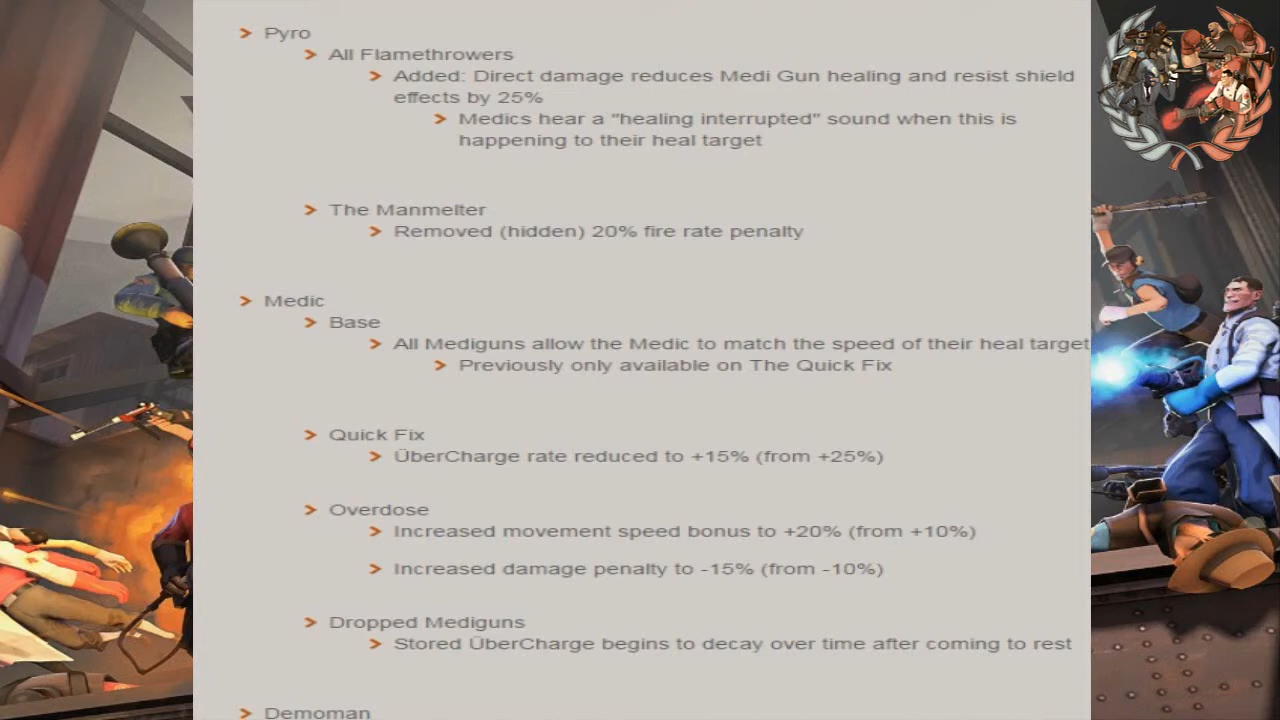 Pyro
All Flamethrowers
Added: Direct damage reduces Medi Gun healing and resist shield
effects by 25%
Medics hear a "healing interrupted" sound when this is
happening to their heal target
The Manmelter
Removed (hidden) 20% fire rate penalty
Medic
Base
All Mediguns allow the Medic to match the speed of their heal target
Previously only available on The Quick Fix
Quick Fix
ÜberCharge rate reduced to +15% (from +25%)
Overdose
Increased movement speed bonus to +20% (from +10%)
Increased damage penalty to -15% (from -10%)
Dropped Mediguns
Stored ÜberCharge begins to decay over time after coming to rest
Demoman